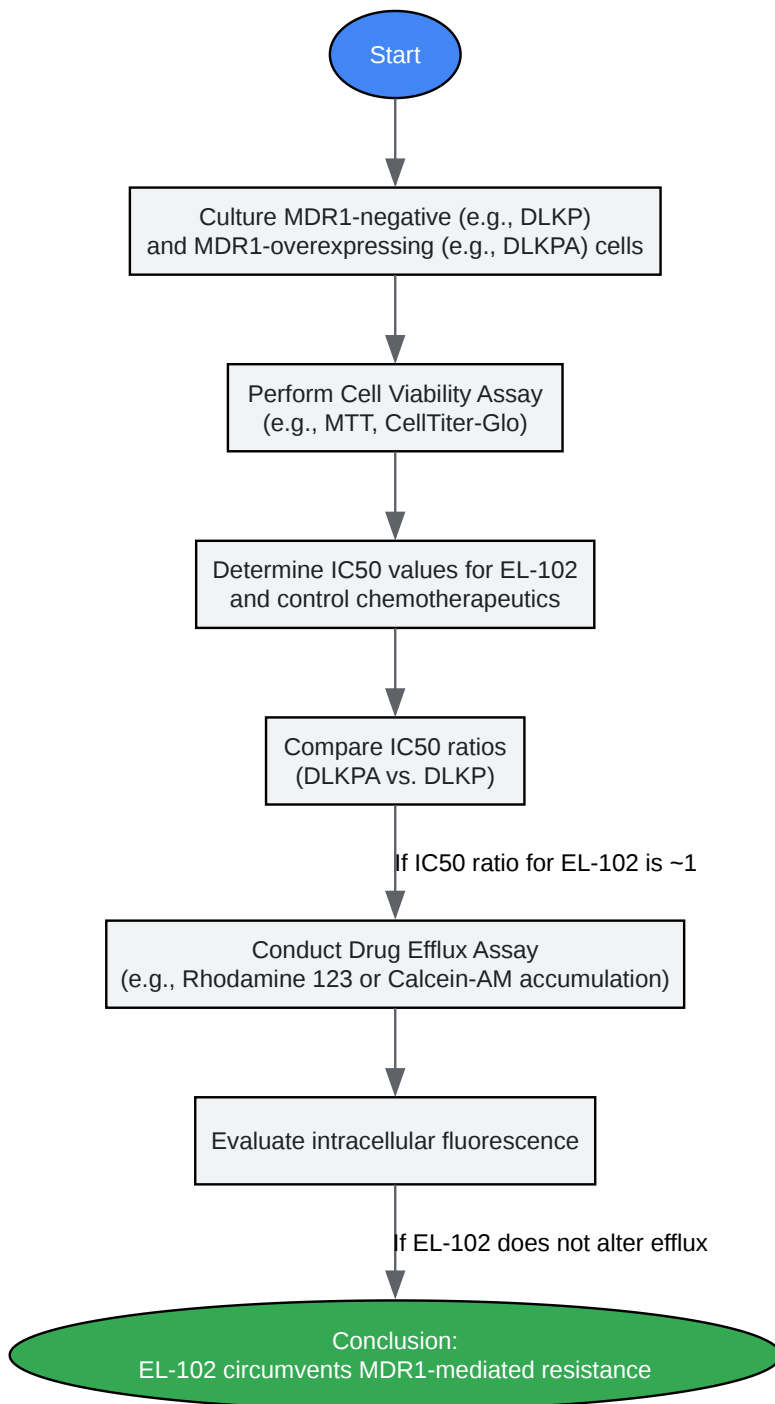 Start
Culture MDR1-negative (e.g., DLKP)
and MDR1-overexpressing (e.g., DLKPA) cells
Perform Cell Viability Assay
(e.g., MTT, CellTiter-Glo)
Determine IC50 values for EL-102
and control chemotherapeutics
Compare IC50 ratios
(DLKPA vs. DLKP)
If IC50 ratio for EL-102 is ~1
Conduct Drug Efflux Assay
(e.g., Rhodamine 123 or Calcein-AM accumulation)
Evaluate intracellular fluorescence
If EL-102 does not alter efflux
Conclusion:
EL-102 circumvents MDR1-mediated resistance